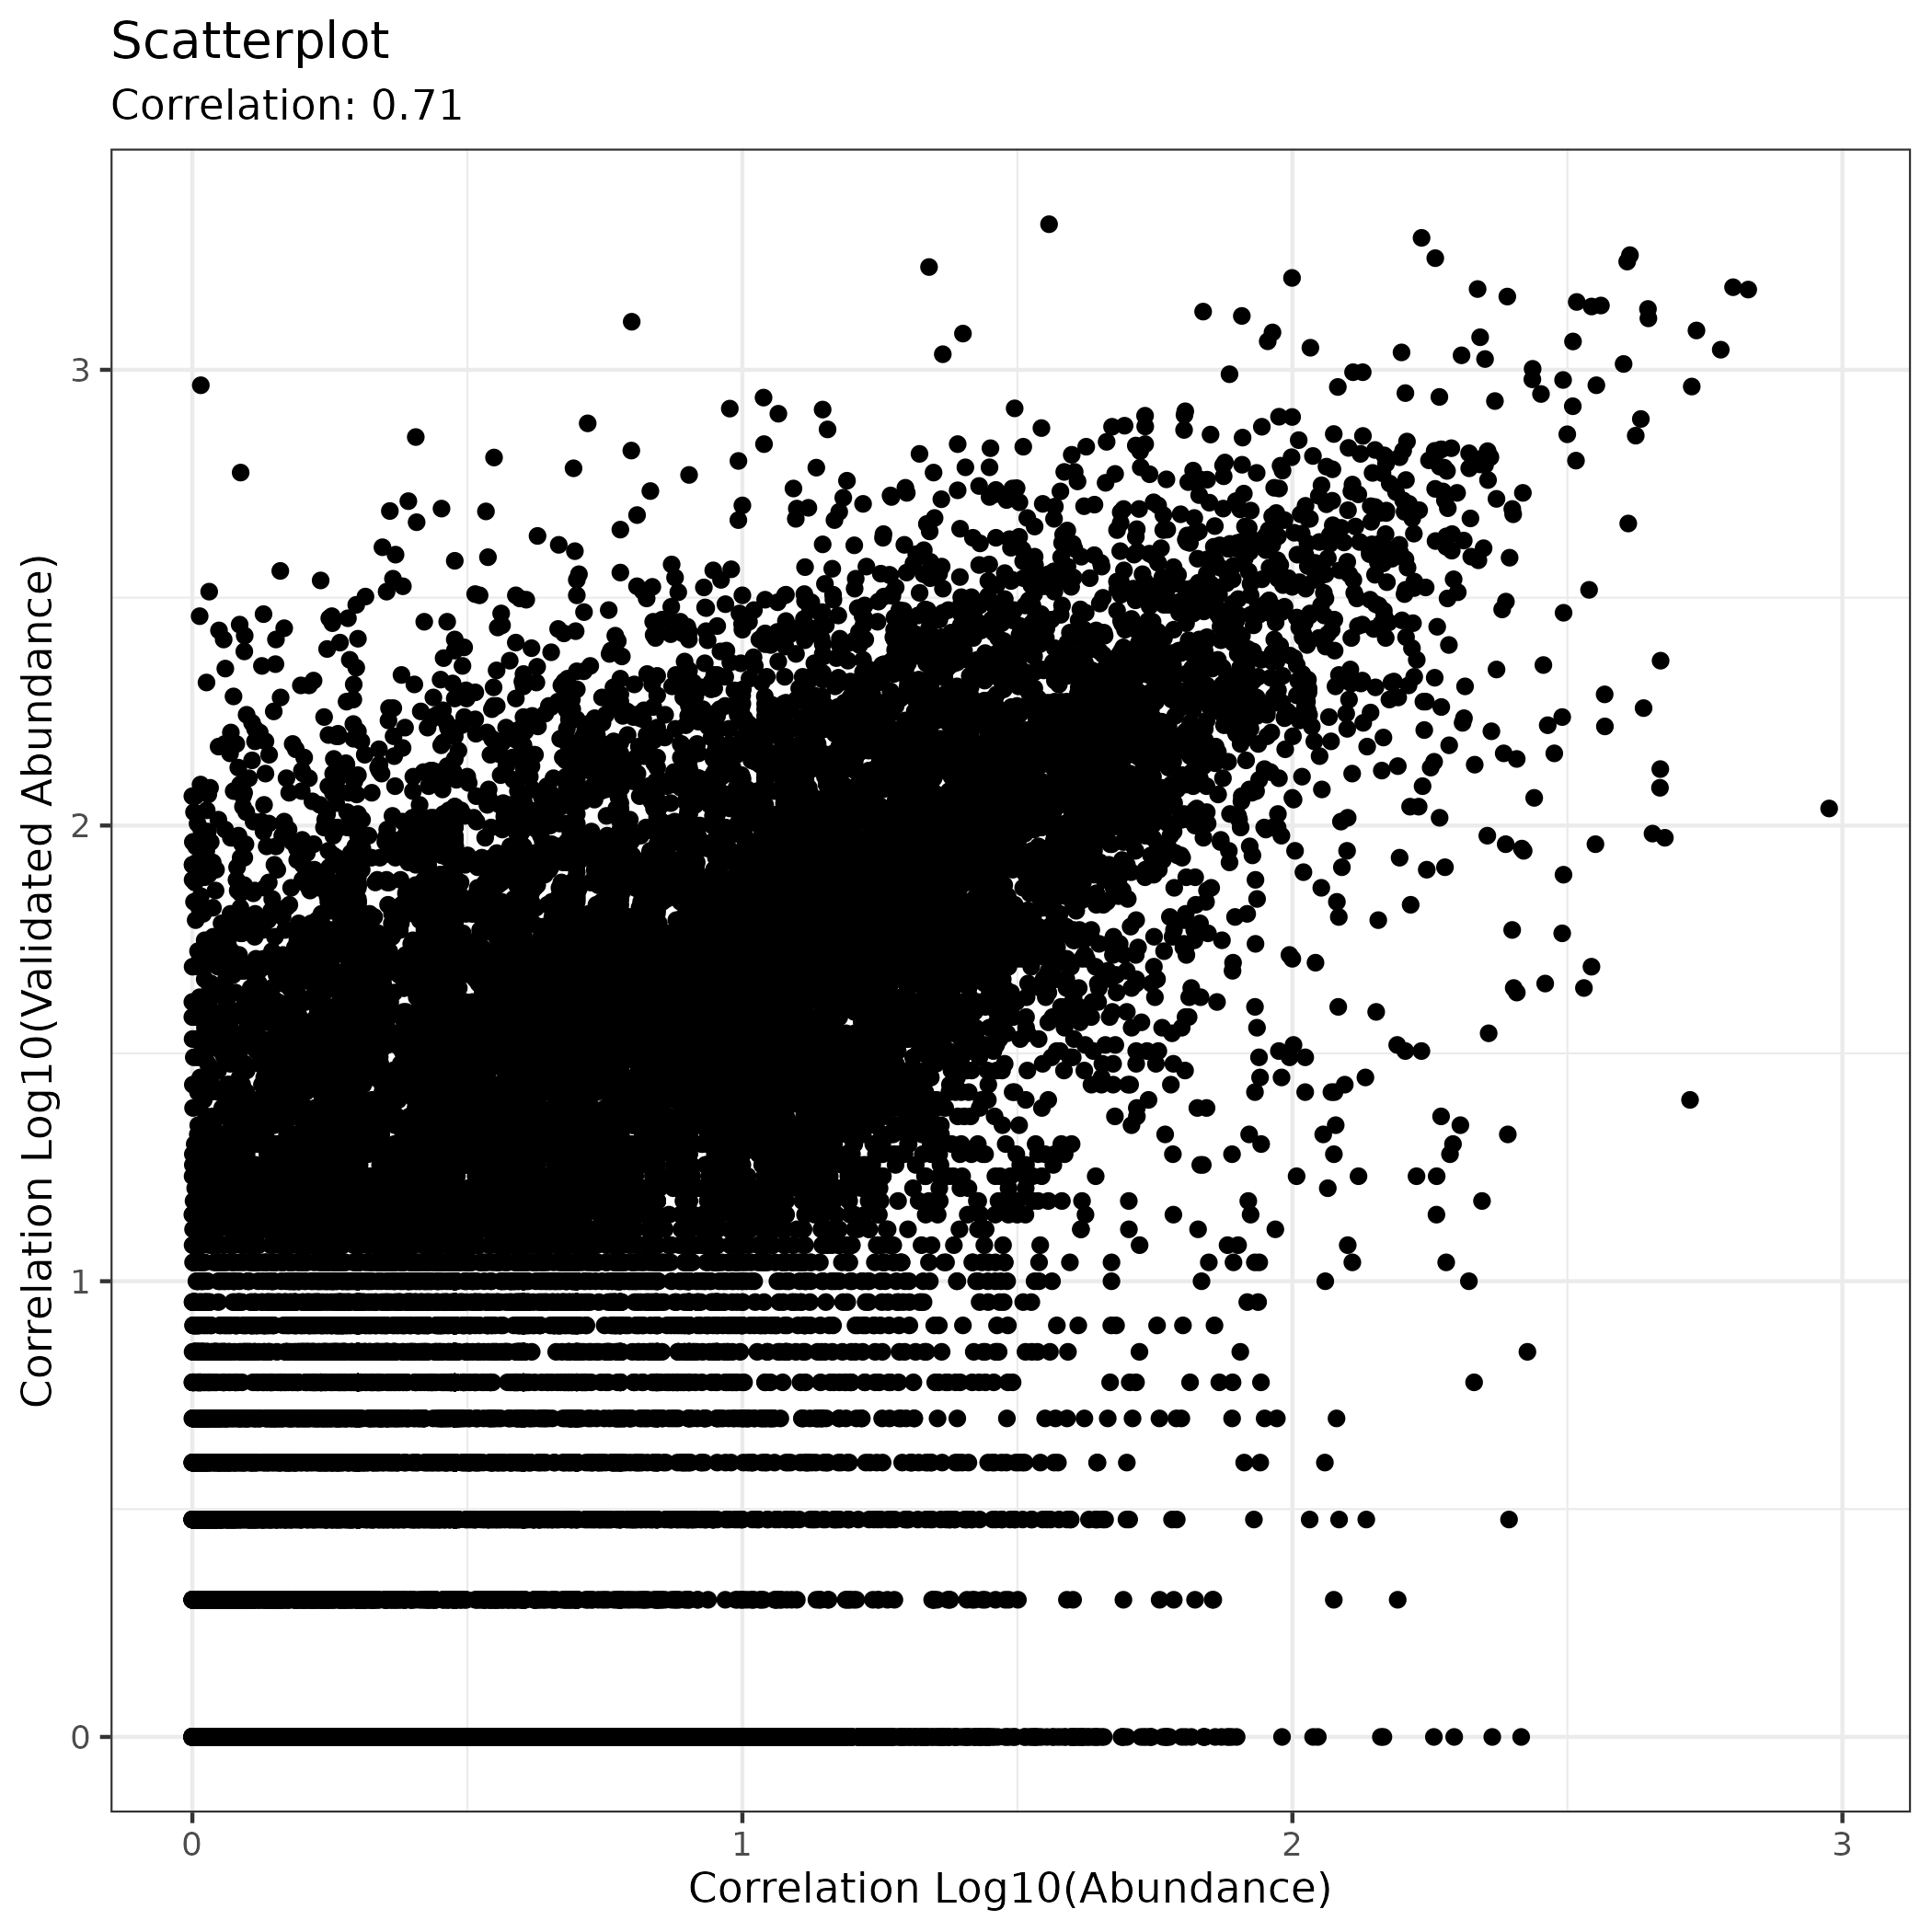 Scatterplot
Correlation: 0.71
Correlation Log10(Validated Abundance)
3
2
1
0
0 1 2 3
Correlation Log10(Abundance)